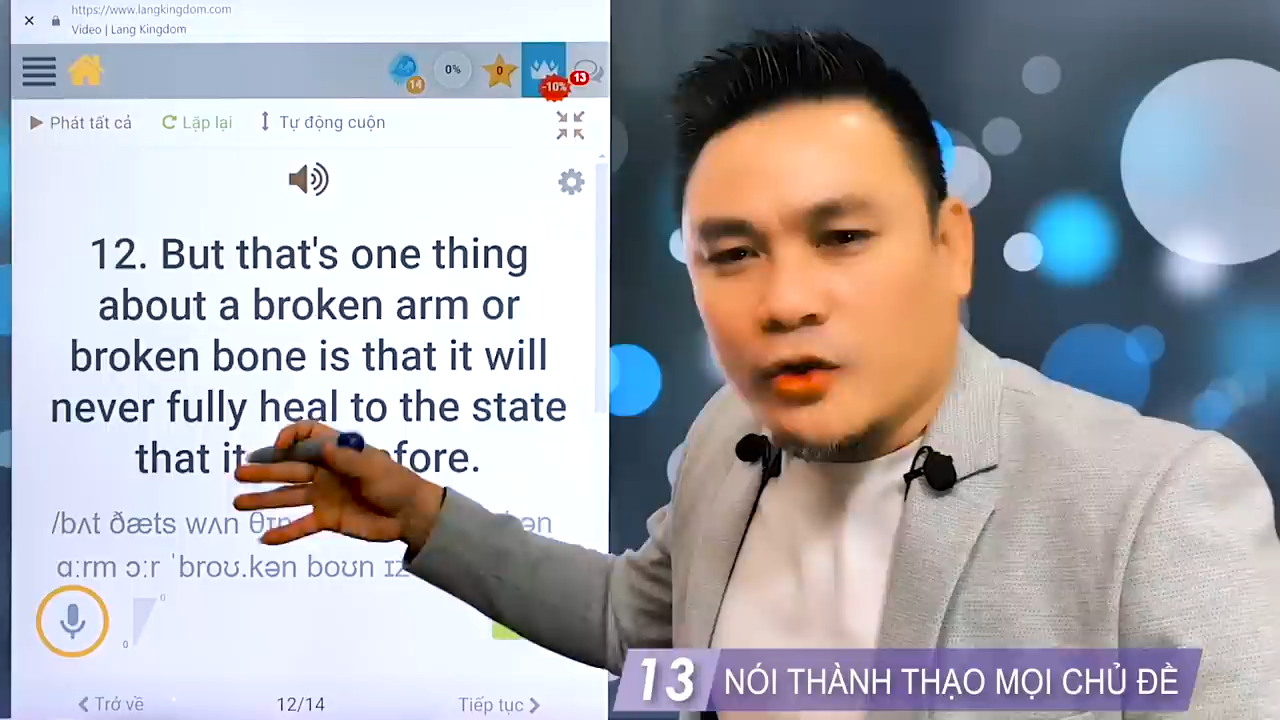 https://www.langkingdom.com
Video | Lang Kingdom
14
0%
0
-10%
13
Phát tất cả
Lặp lại
Tự động cuộn
12. But that's one thing
about a broken arm or
broken bone is that it will
never fully heal to the state
that it fore.
/bʌt ðæts wʌn θɪn ən
ɑːrm ɔːr ˈbroʊ.kən boʊn ɪz
0
0
Trở về
12/14
Tiếp tục
13 NÓI THÀNH THẠO MỌI CHỦ ĐỀ